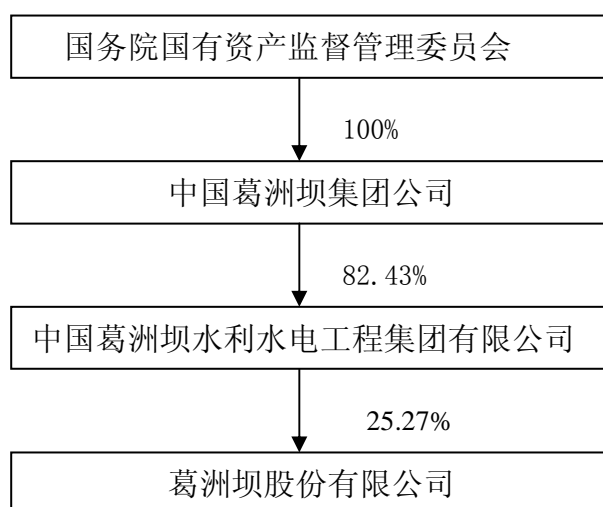 国务院国有资产监督管理委员会
100%
中国葛洲坝集团公司
82.43%
中国葛洲坝水利水电工程集团有限公司
25.27%
葛洲坝股份有限公司